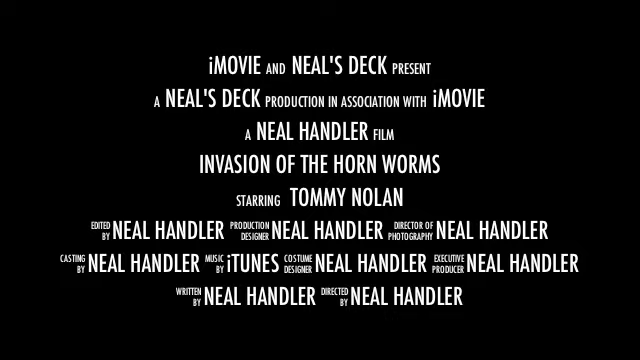 iMOVIE AND NEAL'S DECK PRESENT
A NEAL'S DECK PRODUCTION IN ASSOCIATION WITH iMOVIE
A NEAL HANDLER FILM
INVASION OF THE HORN WORMS
STARRING TOMMY NOLAN
EDITED BY NEAL HANDLER PRODUCTION DESIGNER NEAL HANDLER DIRECTOR OF PHOTOGRAPHY NEAL HANDLER
CASTING BY NEAL HANDLER MUSIC BY iTUNES COSTUME DESIGNER NEAL HANDLER EXECUTIVE PRODUCER NEAL HANDLER
WRITTEN BY NEAL HANDLER DIRECTED BY NEAL HANDLER